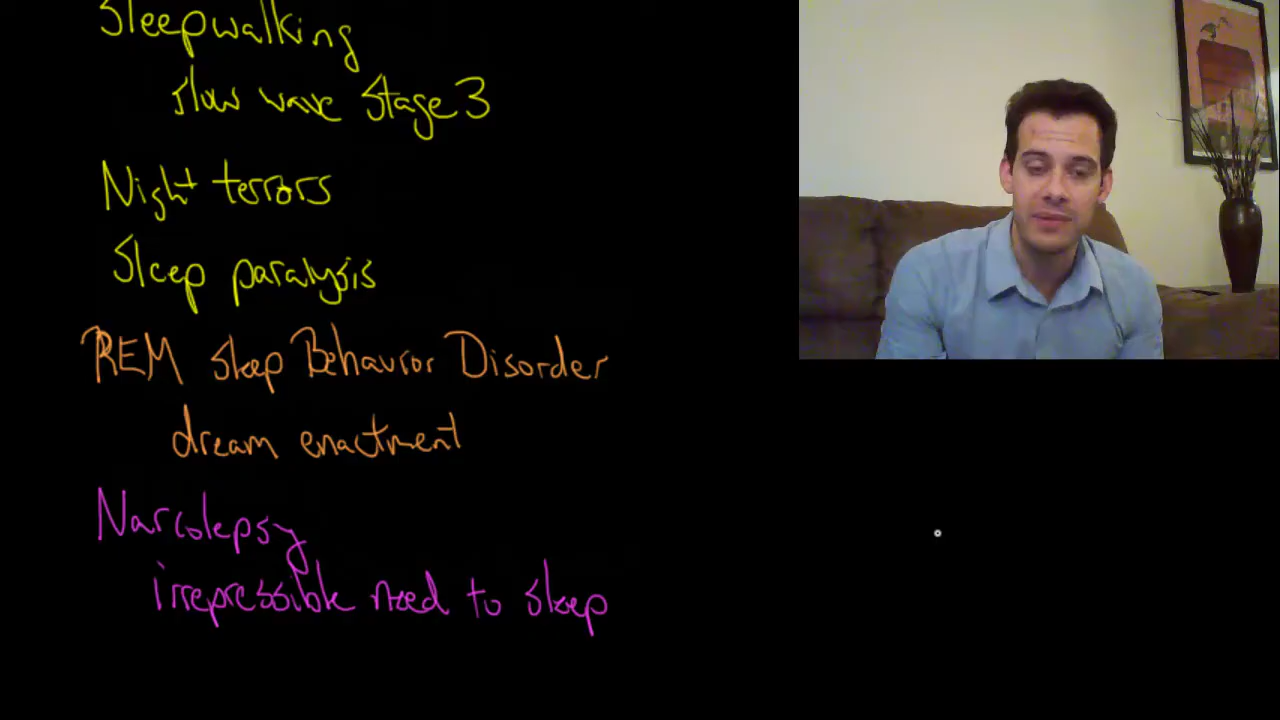 Sleepwalking
slow wave Stage 3
Night terrors
Sleep paralysis
REM Sleep Behavior Disorder
dream enactment
Narcolepsy
irrepressible need to sleep